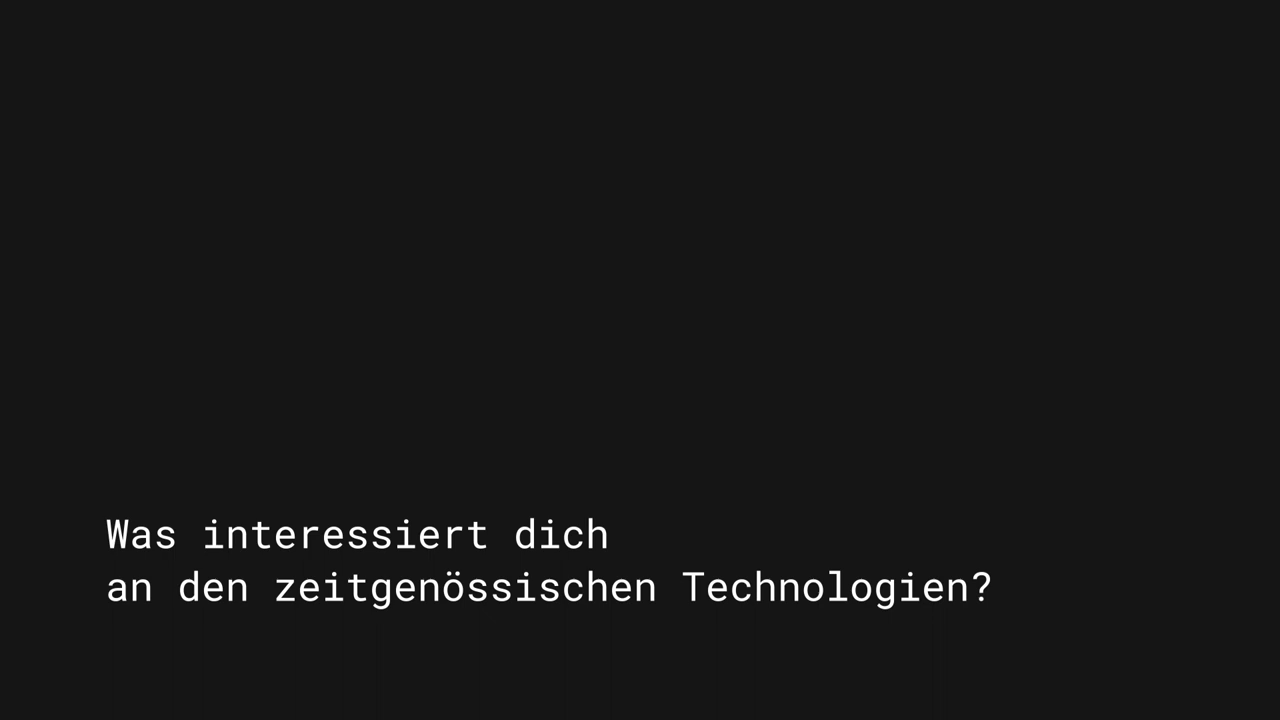 Was interessiert dich
an den zeitgenössischen Technologien?